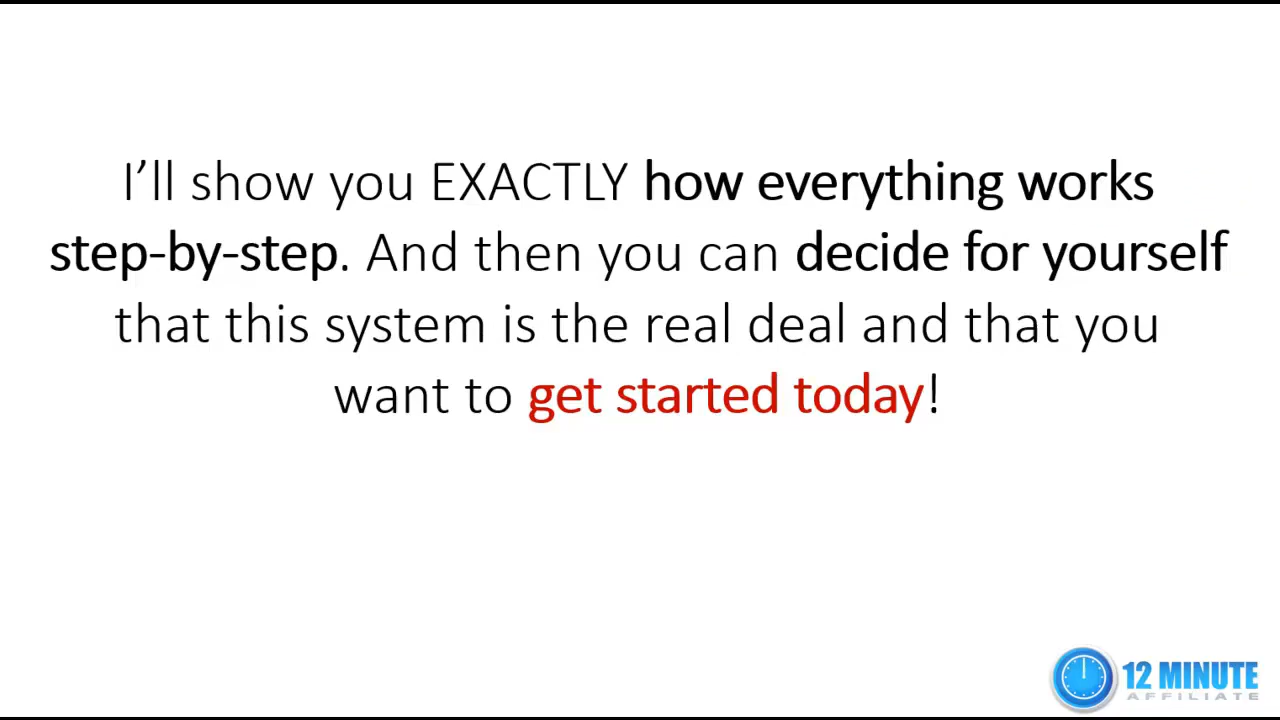 I’ll show you EXACTLY how everything works
step-by-step. And then you can decide for yourself
that this system is the real deal and that you
want to get started today!
12 MINUTE
AFFILIATE